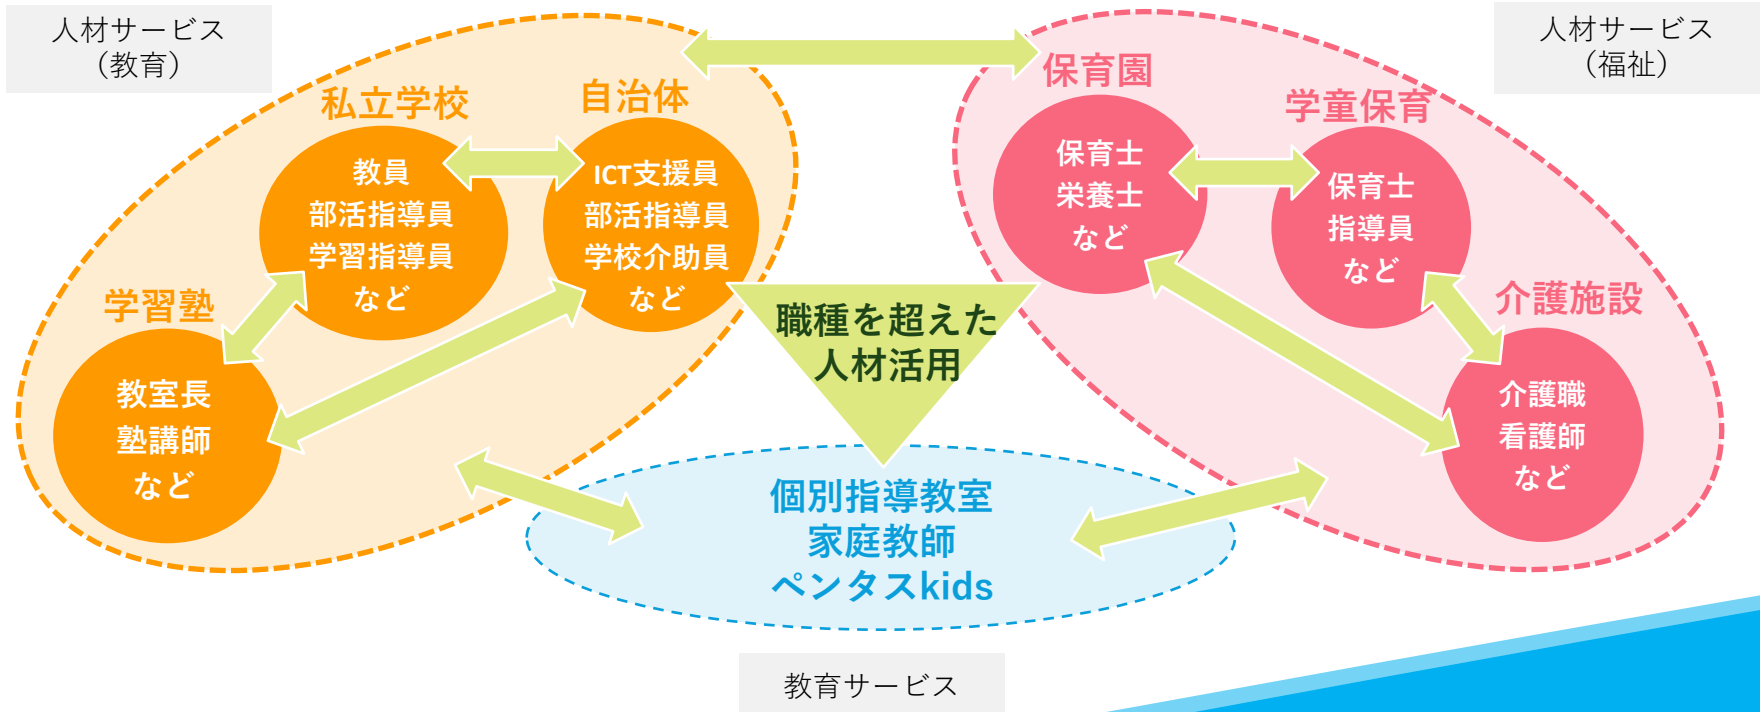 人材サービス
（教育）
人材サービス
（福祉）
自治体
私立学校
ICT支援員
部活指導員
学校介助員
など
教員
部活指導員
学習指導員
など
学習塾
教室長
塾講師
など
保育園
保育士
栄養士
など
学童保育
保育士
指導員
など
介護施設
介護職
看護師
など
職種を超えた
人材活用
個別指導教室
家庭教師
ペンタスkids
教育サービス